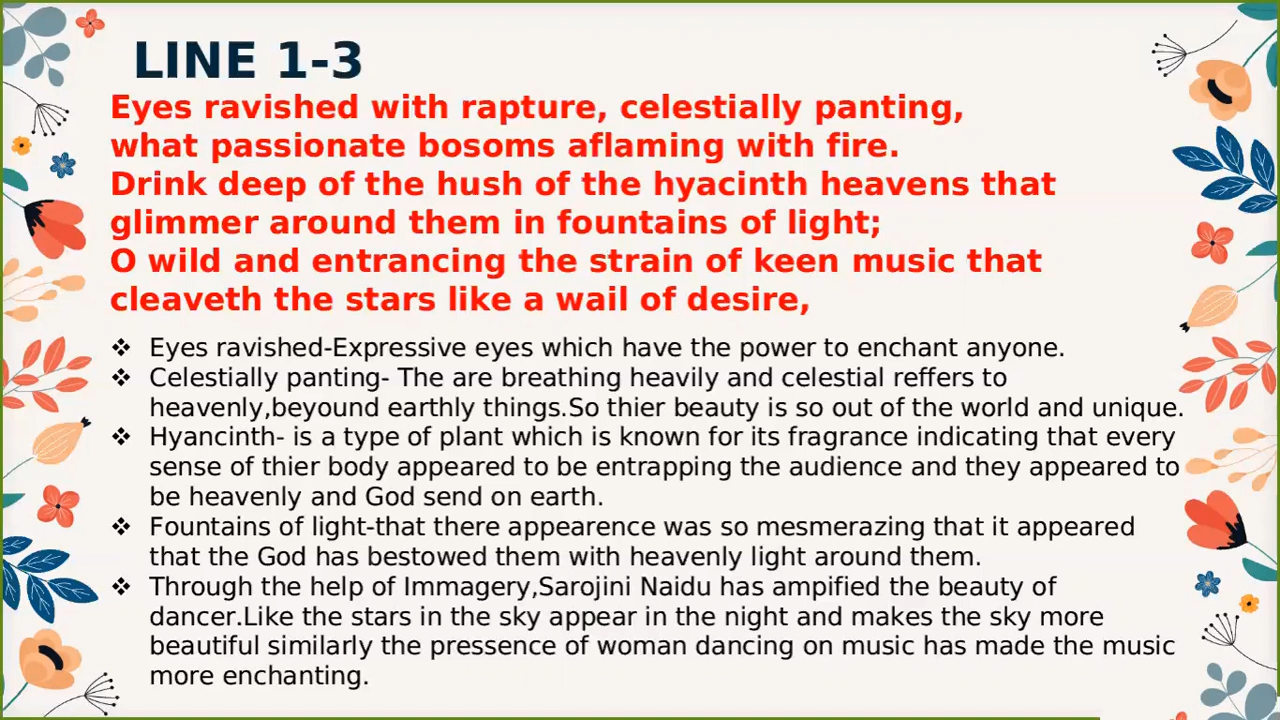 LINE 1-3
Eyes ravished with rapture, celestially panting,
what passionate bosoms aflaming with fire.
Drink deep of the hush of the hyacinth heavens that
glimmer around them in fountains of light;
O wild and entrancing the strain of keen music that
cleaveth the stars like a wail of desire,
❖ Eyes ravished-Expressive eyes which have the power to enchant anyone.
❖ Celestially panting- The are breathing heavily and celestial reffers to
heavenly,beyound earthly things.So thier beauty is so out of the world and unique.
❖ Hyancinth- is a type of plant which is known for its fragrance indicating that every
sense of thier body appeared to be entrapping the audience and they appeared to
be heavenly and God send on earth.
❖ Fountains of light-that there appearence was so mesmerazing that it appeared
that the God has bestowed them with heavenly light around them.
❖ Through the help of Immagery,Sarojini Naidu has ampified the beauty of
dancer.Like the stars in the sky appear in the night and makes the sky more
beautiful similarly the pressence of woman dancing on music has made the music
more enchanting.